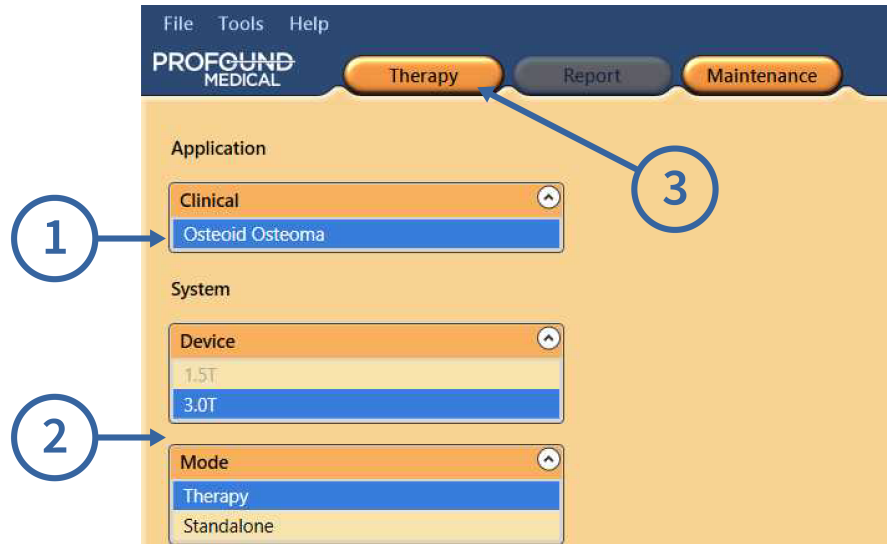 File Tools Help
PROFOUND
MEDICAL
Therapy Report Maintenance
Application
3
Clinical
1
Osteoid Osteoma
System
Device
1.5T
3.0T
2
Mode
Therapy
Standalone